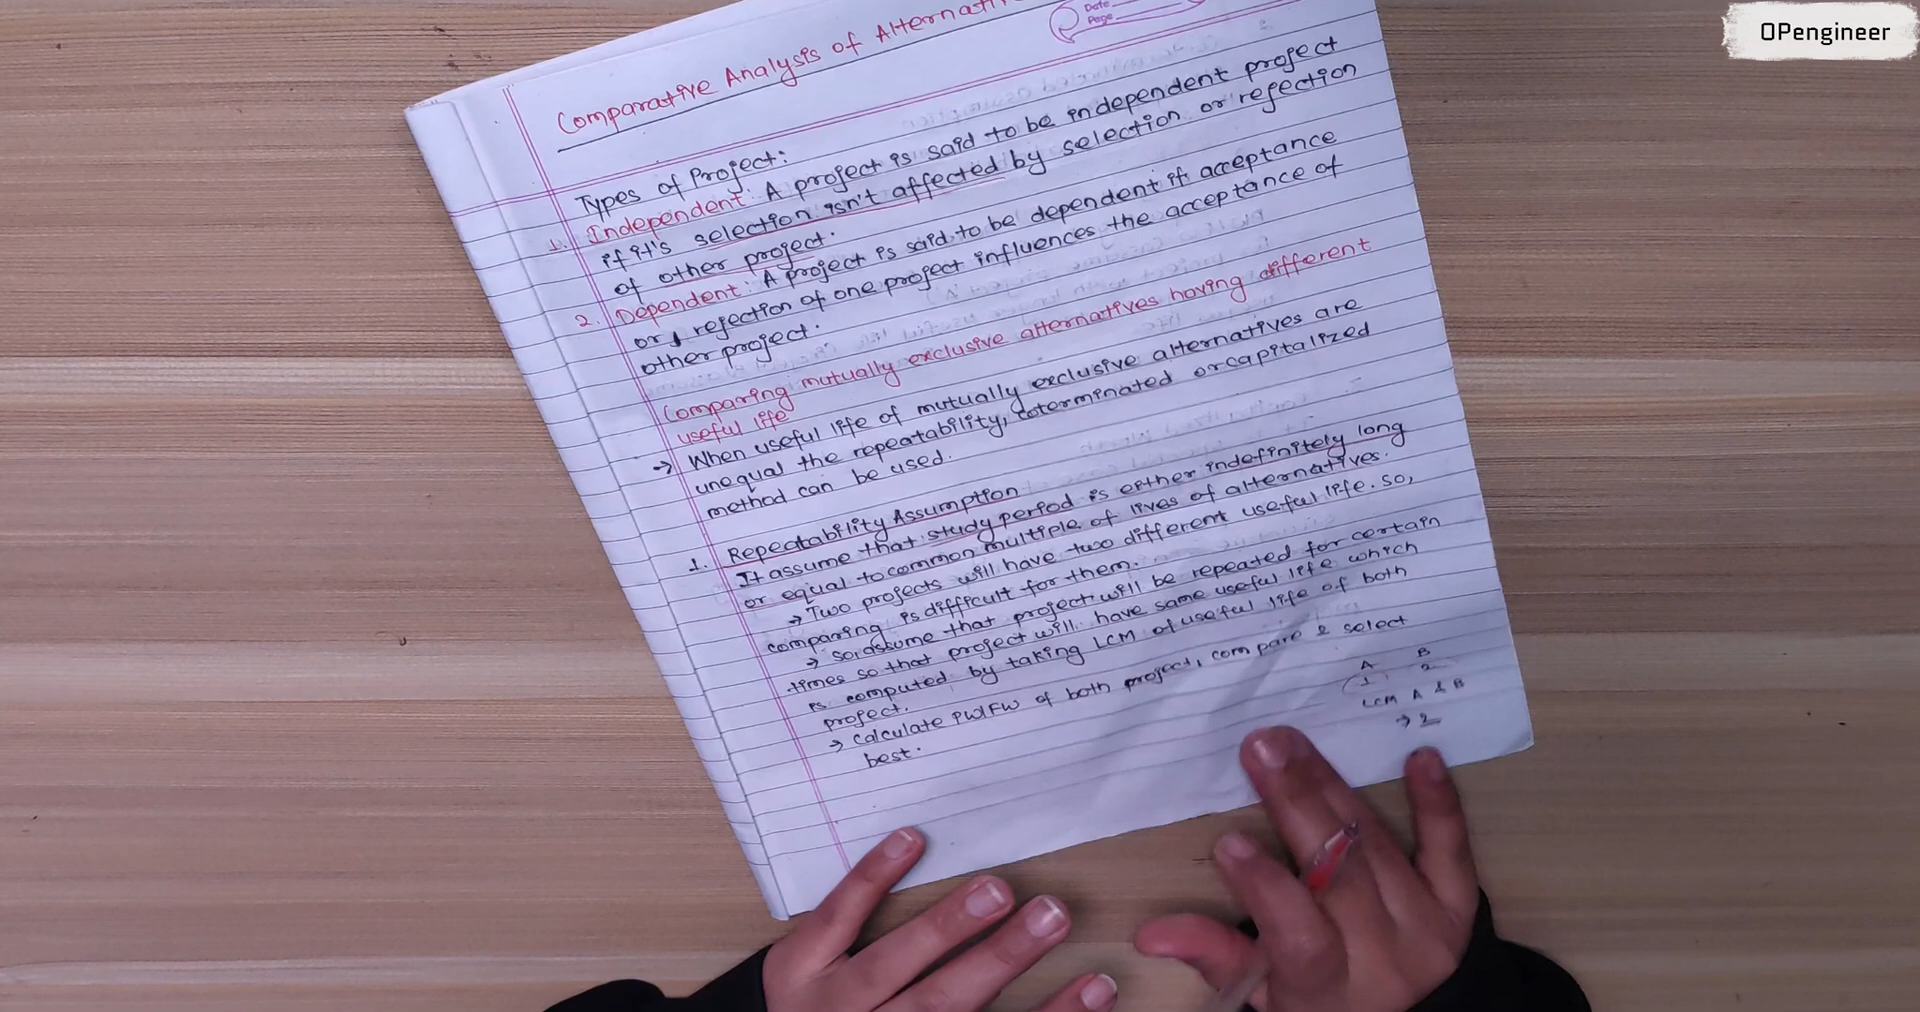 OPengineer
Date
Page
Comparative Analysis of Alternati
Types of Project:
1. Independent: A project is said to be independent project
if it's selection isn't affected by selection or rejection
of other project.
2. Dependent: A project is said to be dependent if acceptance
or rejection of one project influences the acceptance of
other project.
Comparing mutually exclusive alternatives having different
useful life
→ When useful life of mutually exclusive alternatives are
unequal the repeatability, coterminated or capitalized
method can be used.
1. Repeatability Assumption
It assume that study period is either indefinitely long
or equal to common multiple of lives of alternatives.
→ Two projects will have two different useful life. so,
comparing is difficult for them.
→ so, assume that project will be repeated for certain
times so that project will have same useful life which
is computed by taking LCM of useful life of both
project.
→ Calculate PW/FW of both project, compare & select
best.
A B
1 2
LCM A & B
→ 2